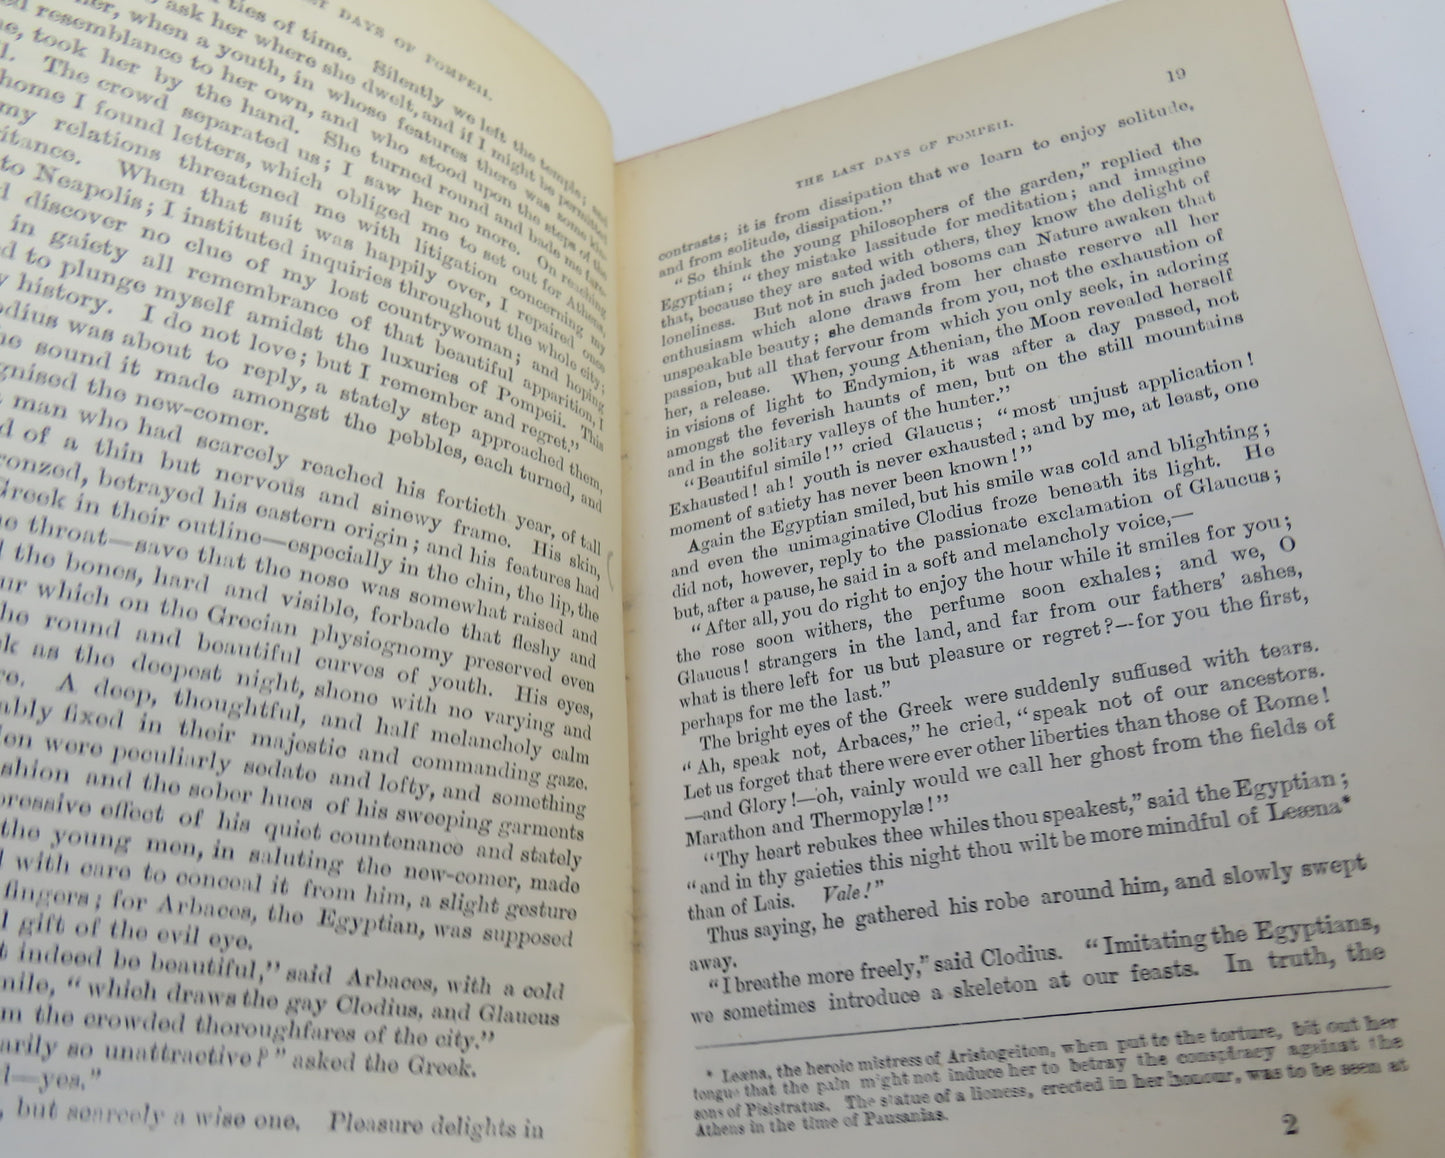 ST DAYS OF POMPEII.
ties of time. Silently we left the temple; and
ask her where she dwelt, and if I might be permitted
her, when a youth, in whose features there was some
resemblance to her own, and who stood upon the steps of the
took her by the hand. She turned round and bade me
The crowd separated us; I saw her no more. On reaching
home I found letters, which obliged me to set out for Athens,
my relations threatened me with litigation concerning my
When that suit was happily over, I repaired once
to Neapolis; I instituted inquiries throughout the whole city;
discover no clue of my lost countrywoman; and hoping
in gaiety all remembrance of that beautiful apparition, I
to plunge myself amidst the luxuries of Pompeii. This
history. I do not love; but I remember and regret."
was about to reply, a stately step approached them,
sound it made amongst the pebbles, each turned, and
the new-comer.
man who had scarcely reached his fortieth year, of tall
of a thin but nervous and sinewy frame. His skin,
betrayed his eastern origin; and his features had
Greek in their outline—especially in the chin, the lip, the
throat—save that the nose was somewhat raised and
the bones, hard and visible, forbade that fleshy and
which on the Grecian physiognomy preserved even
the round and beautiful curves of youth. His eyes,
as the deepest night, shone with no varying and
A deep, thoughtful, and half melancholy calm
fixed in their majestic and commanding gaze.
were peculiarly sedate and lofty, and something
and the sober hues of his sweeping garments
effect of his quiet countenance and stately
the young men, in saluting the new-comer, made
with care to conceal it from him, a slight gesture
fingers; for Arbaces, the Egyptian, was supposed
gift of the evil eye.
indeed be beautiful," said Arbaces, with a cold
"which draws the gay Clodius, and Glaucus
the crowded thoroughfares of the city."
so unattractive?" asked the Greek.
—yes."
but scarcely a wise one. Pleasure delights in
19
THE LAST DAYS OF POMPEII.
contrasts; it is from dissipation that we learn to enjoy solitude,
and from solitude, dissipation."
"So think the young philosophers of the garden," replied the
Egyptian; "they mistake lassitude for meditation; and imagine
that, because they are sated with others, they know the delight of
loneliness. But not in such jaded bosoms can Nature awaken that
enthusiasm which alone draws from her chaste reserve all her
unspeakable beauty; she demands from you, not the exhaustion of
passion, but all that fervour from which you only seek, in adoring
her, a release. When, young Athenian, the Moon revealed herself
in visions of light to Endymion, it was after a day passed, not
amongst the feverish haunts of men, but on the still mountains
and in the solitary valleys of the hunter."
"Beautiful simile!" cried Glaucus; "most unjust application!
Exhausted! ah! youth is never exhausted; and by me, at least, one
moment of satiety has never been known!"
Again the Egyptian smiled, but his smile was cold and blighting;
and even the unimaginative Clodius froze beneath its light. He
did not, however, reply to the passionate exclamation of Glaucus;
but, after a pause, he said in a soft and melancholy voice,—
"After all, you do right to enjoy the hour while it smiles for you;
the rose soon withers, the perfume soon exhales; and we, O
Glaucus! strangers in the land, and far from our fathers' ashes,
what is there left for us but pleasure or regret?—for you the first,
perhaps for me the last."
The bright eyes of the Greek were suddenly suffused with tears.
"Ah, speak not, Arbaces," he cried, "speak not of our ancestors.
Let us forget that there were ever other liberties than those of Rome!
—and Glory!—oh, vainly would we call her ghost from the fields of
Marathon and Thermopylæ!"
"Thy heart rebukes thee whiles thou speakest," said the Egyptian;
"and in thy gaieties this night thou wilt be more mindful of Leæna*
than of Lais. Vale!"
Thus saying, he gathered his robe around him, and slowly swept
away.
"I breathe more freely," said Clodius. "Imitating the Egyptians,
we sometimes introduce a skeleton at our feasts. In truth, the
* Leæna, the heroic mistress of Aristogeiton, when put to the torture, bit out her
tongue that the pain might not induce her to betray the conspiracy against the
sons of Pisistratus. The statue of a lioness, erected in her honour, was to be seen at
Athens in the time of Pausanias.
2